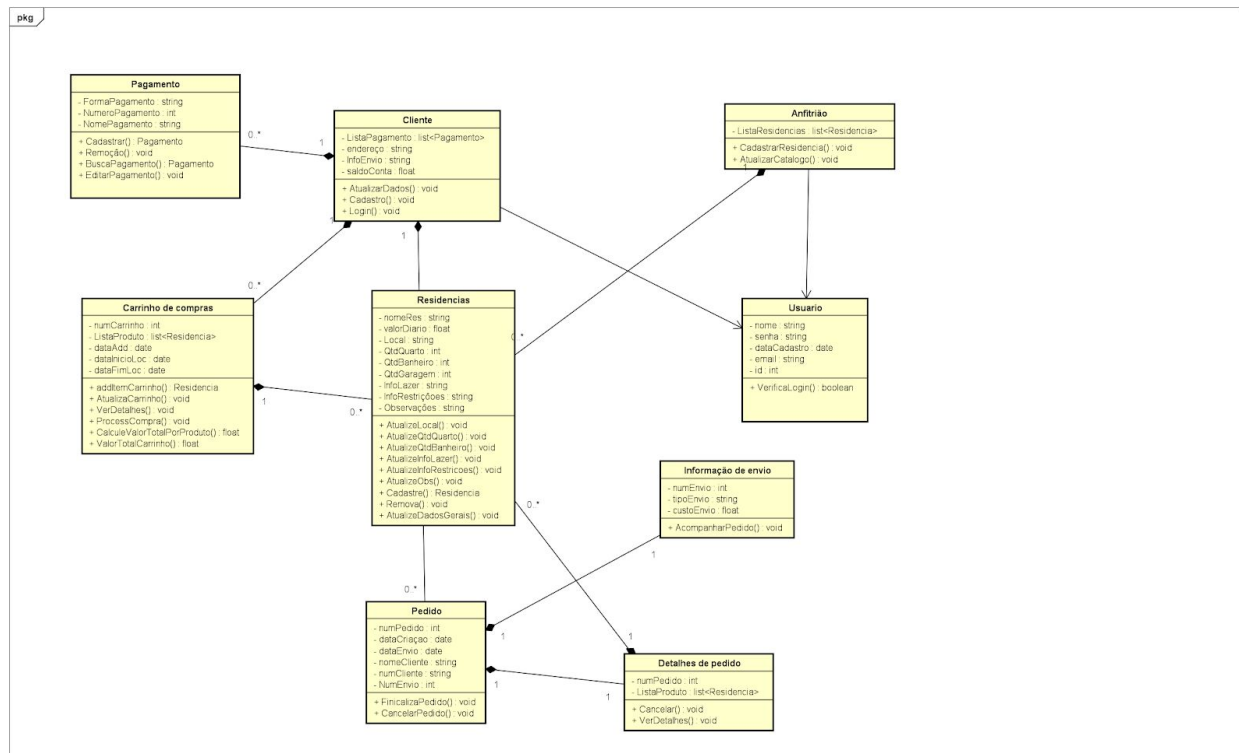 pkg
Pagamento
- FormaPagamento : string
- NumeroPagamento : int
- NomePagamento : string
+ Cadastrar() : Pagamento
+ Remoção() : void
+ BuscaPagamento() : Pagamento
+ EditarPagamento() : void
0..*
1
Cliente
- ListaPagamento : list<Pagamento>
- endereço : string
- InfoEnvio : string
- saldoConta : float
+ AtualizarDados() : void
+ Cadastro() : void
+ Login() : void
1
1
0..*
Anfitrião
- ListaResidencias : list<Residencia>
+ CadastrarResidencia() : void
+ AtualizarCatalogo() : void
1
0..*
Carrinho de compras
- numCarrinho : int
- ListaProduto : list<Residencia>
- dataAdd : date
- dataInicioLoc : date
- dataFimLoc : date
+ addItemCarrinho() : Residencia
+ AtualizaCarrinho() : void
+ VerDetalhes() : void
+ ProcessCompra() : void
+ CalculeValorTotalPorProduto() : float
+ ValorTotalCarrinho() : float
1
0..*
Residencias
- nomeRes : string
- valorDiario : float
- Local : string
- QtdQuarto : int
- QtdBanheiro : int
- QtdGaragem : int
- InfoLazer : string
- InfoRestriçôoes : string
- Observações : string
+ AtualizeLocal() : void
+ AtualizeQtdQuarto() : void
+ AtualizeQtdBanheiro() : void
+ AtualizeInfoLazer() : void
+ AtualizeInfoRestricoes() : void
+ AtualizeObs() : void
+ Cadastre() : Residencia
+ Remova() : void
+ AtualizeDadosGerais() : void
Usuario
- nome : string
- senha : string
- dataCadastro : date
- email : string
- id : int
+ VerificaLogin() : boolean
Informação de envio
- numEnvio : int
- tipoEnvio : string
- custoEnvio : float
+ AcompanharPedido() : void
0..*
1
0..*
Pedido
- numPedido : int
- dataCriaçao : date
- dataEnvio : date
- nomeCliente : string
- numCliente : string
- NumEnvio : int
+ FinicalizaPedido() : void
+ CancelarPedido() : void
1
1
1
1
Detalhes de pedido
- numPedido : int
- ListaProduto : list<Residencia>
+ Cancelar() : void
+ VerDetalhes() : void